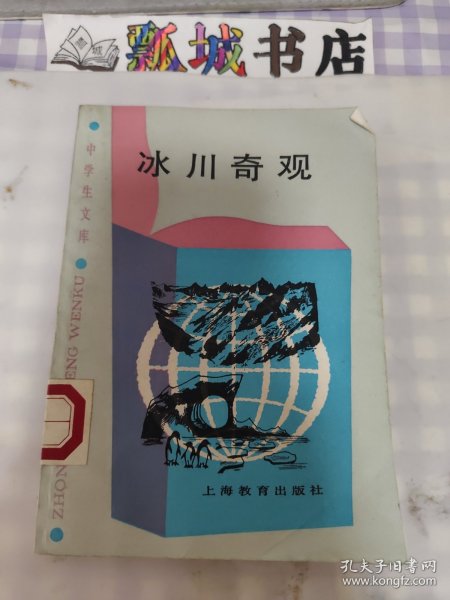 瓢城书店
冰川奇观
中学生文库
ZHONG
ENG WENKU
上海教育出版社
孔夫子旧书网
www.kongfz.com